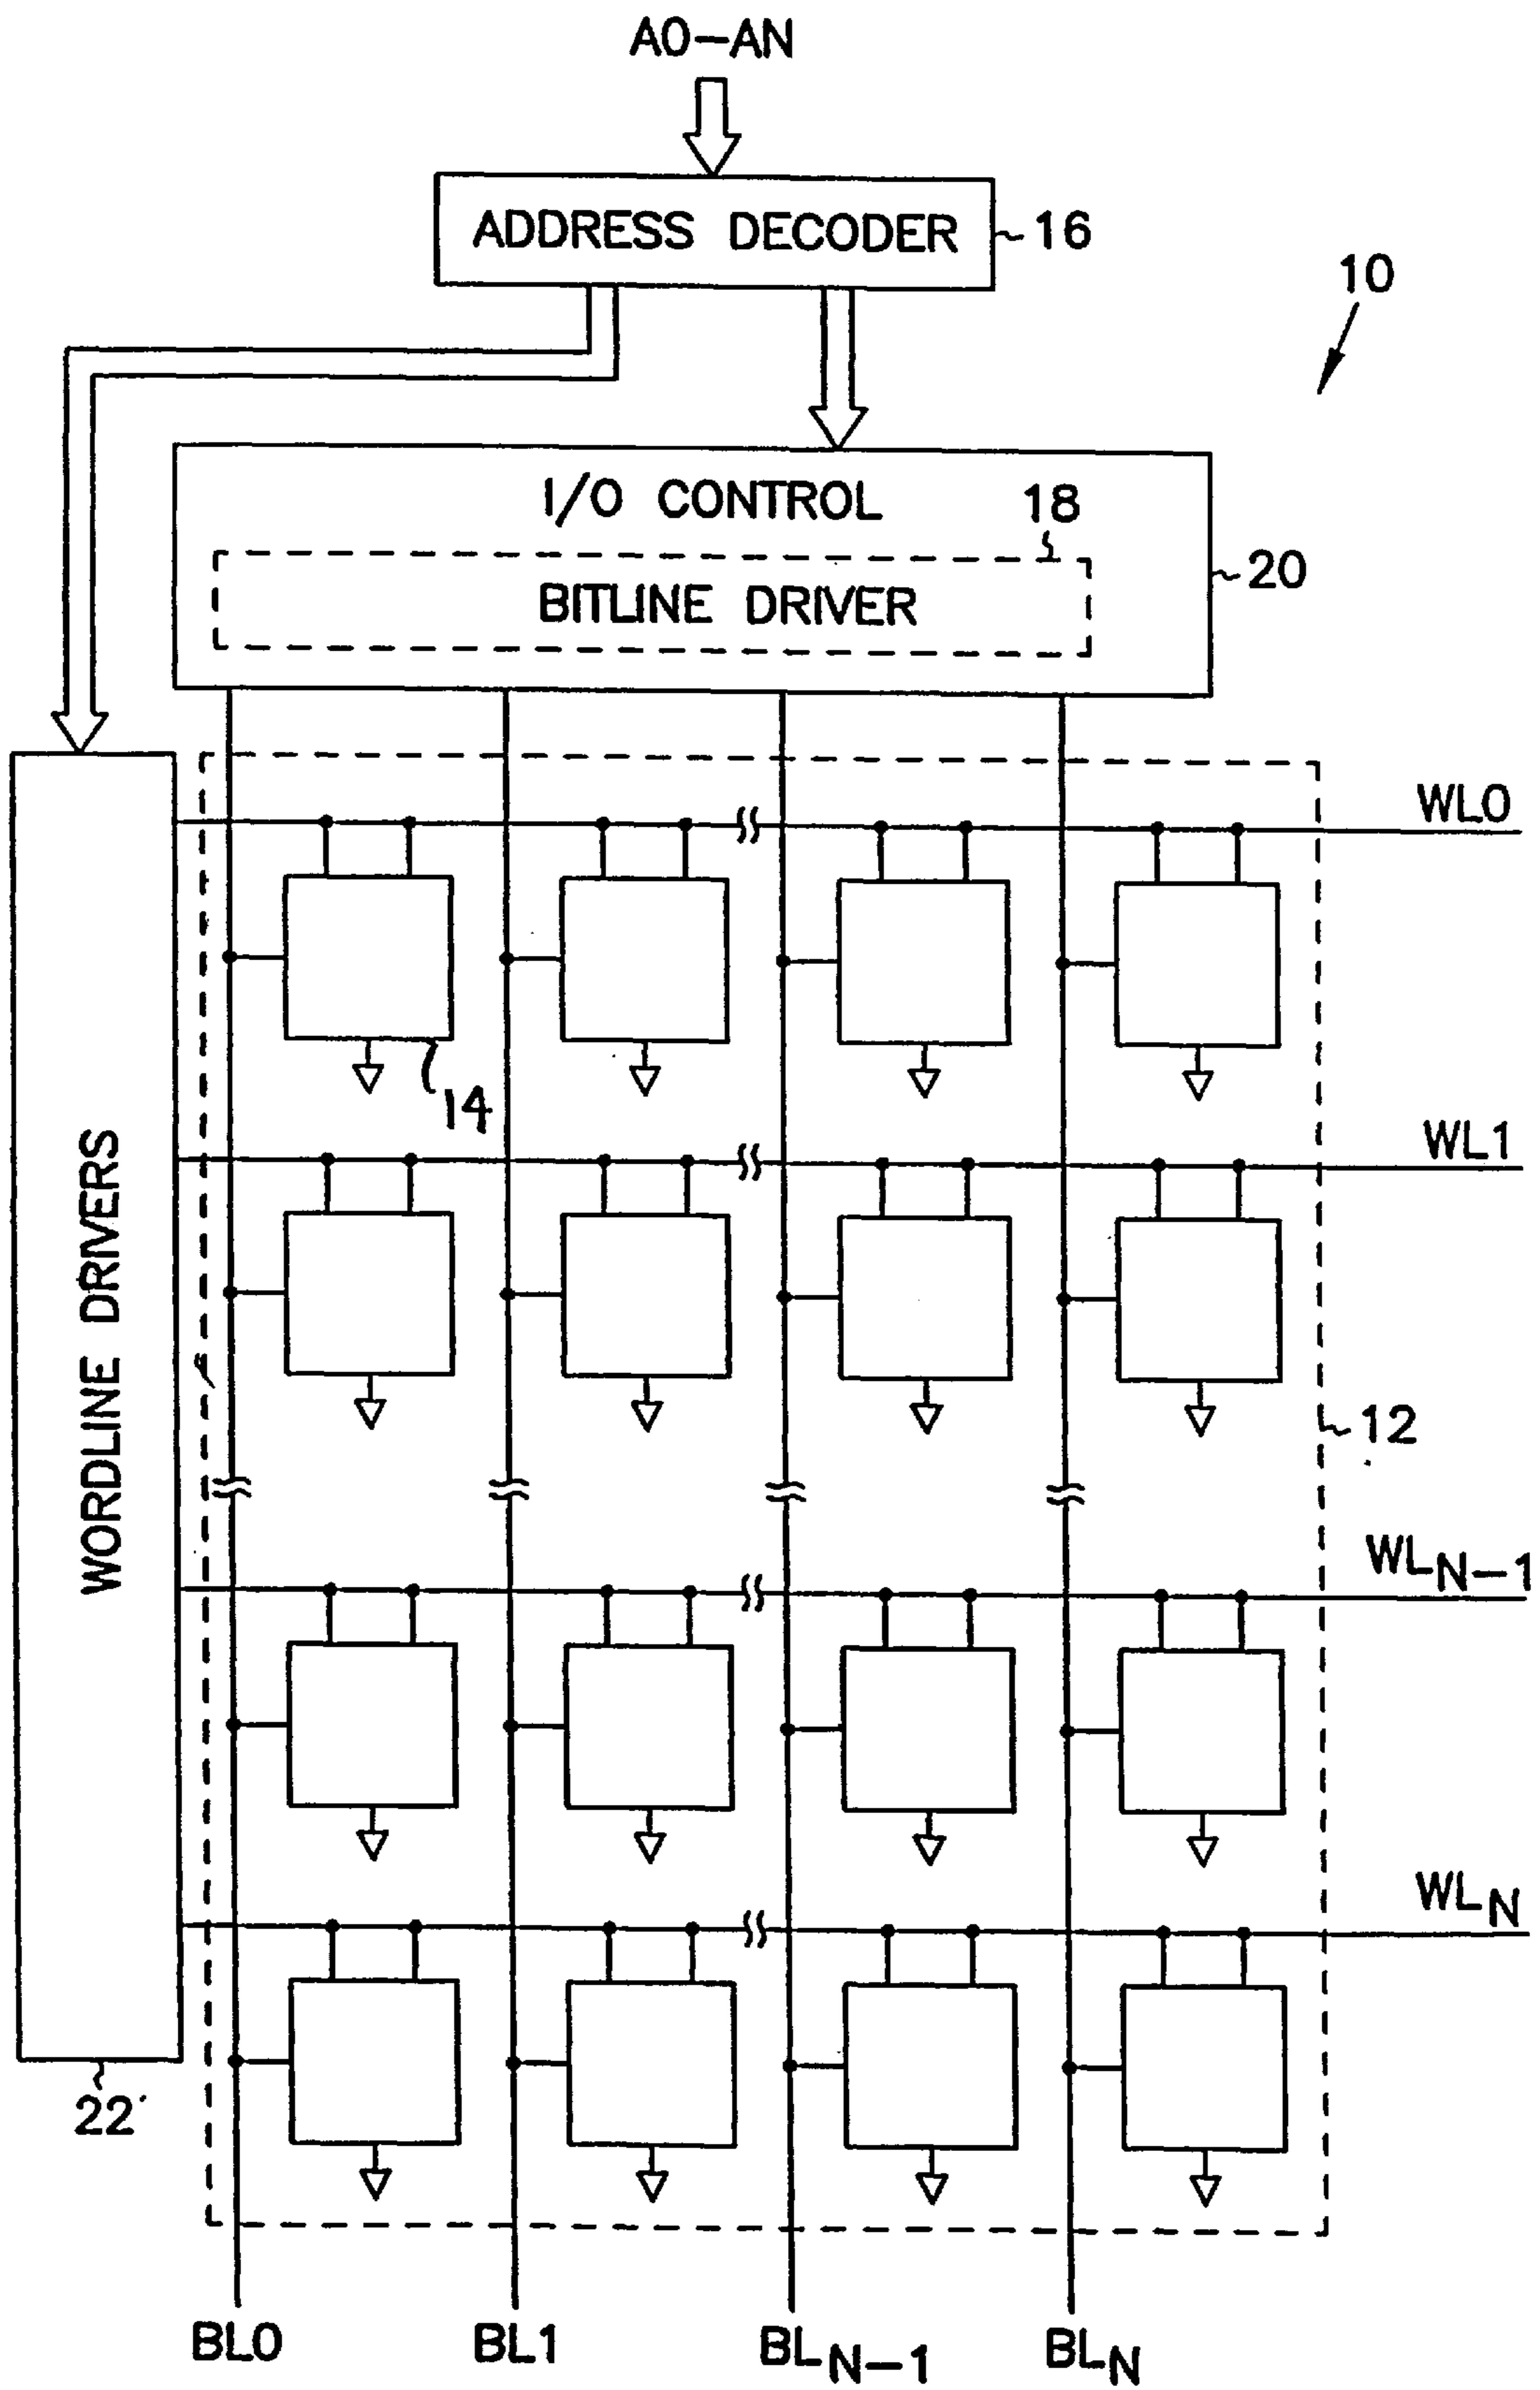 A0-AN
ADDRESS DECODER
16
10
I/O CONTROL
18
BITLINE DRIVER
20
WL0
14
WL1
WORDLINE DRIVERS
12
WLN-1
WLN
22
BL0
BL1
BLN-1
BLN